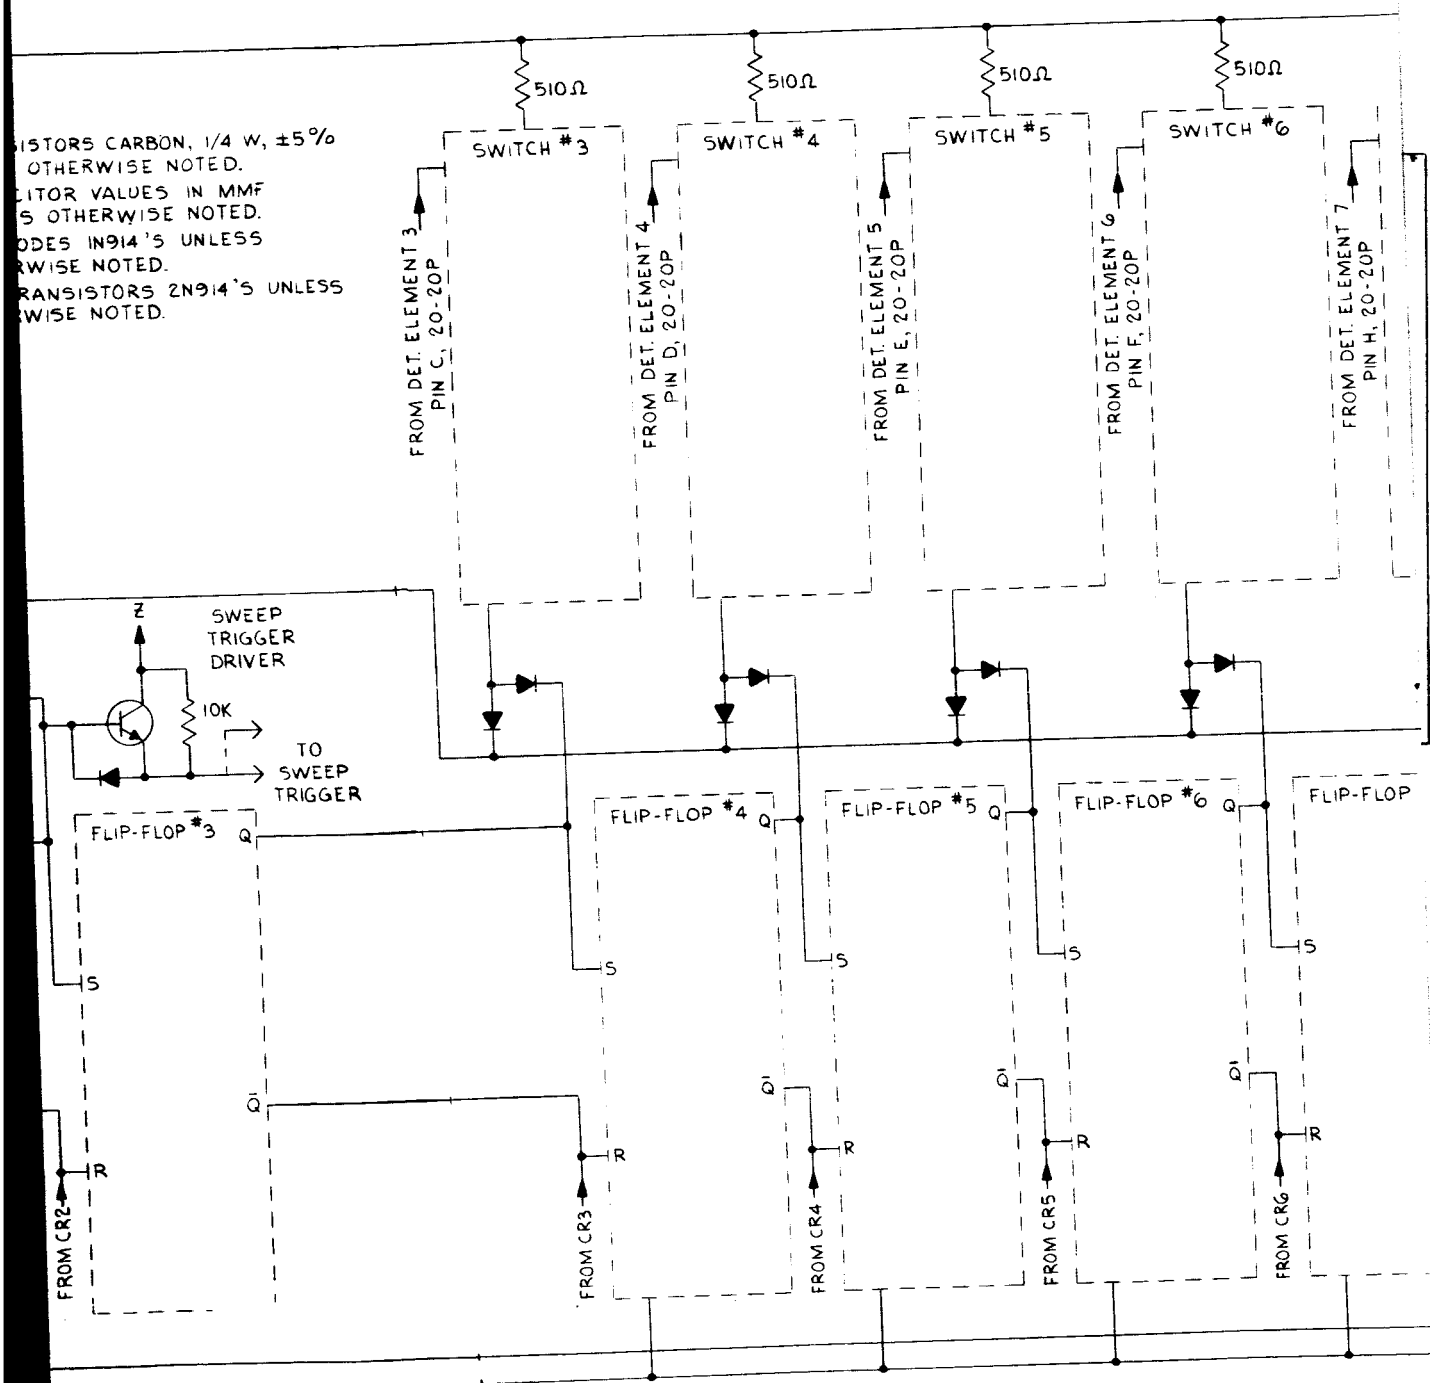 510Ω
510Ω
510Ω
510Ω
ISTORS CARBON, 1/4 W, ±5%
OTHERWISE NOTED.
CITOR VALUES IN MMF
S OTHERWISE NOTED.
ODES IN914'S UNLESS
RWISE NOTED.
RANSISTORS 2N914'S UNLESS
RWISE NOTED.
SWITCH #3
SWITCH #4
SWITCH #5
SWITCH #6
FROM DET. ELEMENT 3
PIN C, 20-20P
FROM DET. ELEMENT 4
PIN D, 20-20P
FROM DET. ELEMENT 5
PIN E, 20-20P
FROM DET. ELEMENT 6
PIN F, 20-20P
FROM DET. ELEMENT 7
PIN H, 20-20P
Z
SWEEP
TRIGGER
DRIVER
10K
TO
SWEEP
TRIGGER
FLIP-FLOP #3
Q
FLIP-FLOP #4
Q
FLIP-FLOP #5
Q
FLIP-FLOP #6
Q
FLIP-FLOP
S
S
S
S
S
Q̄
Q̄
Q̄
Q̄
R
R
R
R
R
FROM CR2
FROM CR3
FROM CR4
FROM CR5
FROM CR6